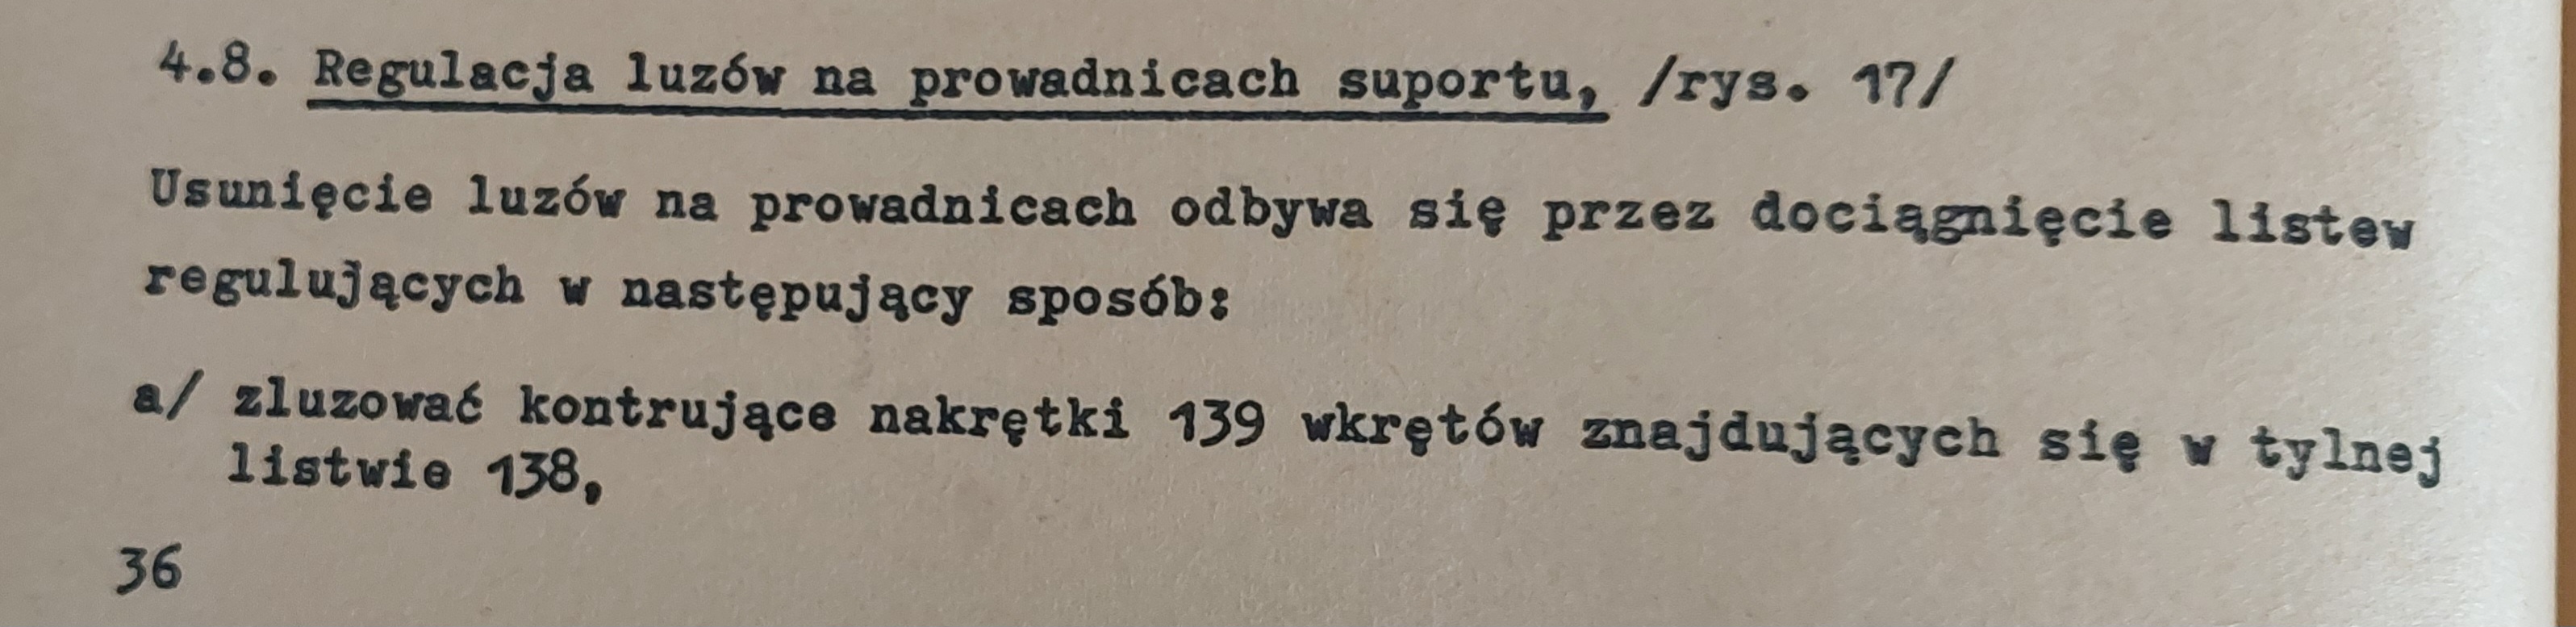 4.8. Regulacja luzów na prowadnicach suportu, /rys. 17/
Usunięcie luzów na prowadnicach odbywa się przez dociągnięcie listew
regulujących w następujący sposób:
a/ zluzować kontrujące nakrętki 139 wkrętów znajdujących się w tylnej
listwie 138,
36